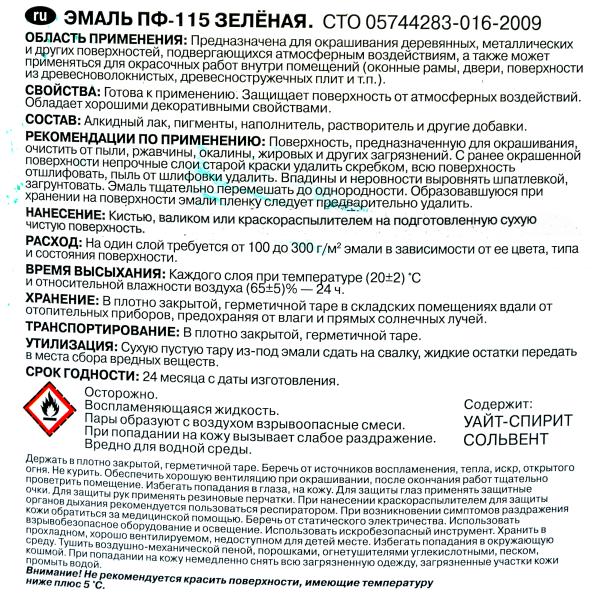 ru ЭМАЛЬ ПФ-115 ЗЕЛЁНАЯ. СТО 05744283-016-2009
ОБЛАСТЬ ПРИМЕНЕНИЯ: Предназначена для окрашивания деревянных, металлических
и других поверхностей, подвергающихся атмосферным воздействиям, а также может
применяться для окрасочных работ внутри помещений (оконные рамы, двери, поверхности
из древесноволокнистых, древесностружечных плит и т.п.).
СВОЙСТВА: Готова к применению. Защищает поверхность от атмосферных воздействий.
Обладает хорошими декоративными свойствами.
СОСТАВ: Алкидный лак, пигменты, наполнитель, растворитель и другие добавки.
РЕКОМЕНДАЦИИ ПО ПРИМЕНЕНИЮ: Поверхность, предназначенную для окрашивания,
очистить от пыли, ржавчины, окалины, жировых и других загрязнений. С ранее окрашенной
поверхности непрочные слои старой краски удалить скребком, всю поверхность
отшлифовать, пыль от шлифовки удалить. Впадины и неровности выровнять шпатлевкой,
загрунтовать. Эмаль тщательно перемешать до однородности. Образовавшуюся при
хранении на поверхности эмали пленку следует предварительно удалить.
НАНЕСЕНИЕ: Кистью, валиком или краскораспылителем на подготовленную сухую
чистую поверхность.
РАСХОД: На один слой требуется от 100 до 300 г/м² эмали в зависимости от ее цвета, типа
и состояния поверхности.
ВРЕМЯ ВЫСЫХАНИЯ: Каждого слоя при температуре (20±2) °С
и относительной влажности воздуха (65±5)% — 24 ч.
ХРАНЕНИЕ: В плотно закрытой, герметичной таре в складских помещениях вдали от
отопительных приборов, предохраняя от влаги и прямых солнечных лучей.
ТРАНСПОРТИРОВАНИЕ: В плотно закрытой, герметичной таре.
УТИЛИЗАЦИЯ: Сухую пустую тару из-под эмали сдать на свалку, жидкие остатки передать
в места сбора вредных веществ.
СРОК ГОДНОСТИ: 24 месяца с даты изготовления.
Осторожно.
Воспламеняющаяся жидкость.
Пары образуют с воздухом взрывоопасные смеси.
При попадании на кожу вызывает слабое раздражение.
Вредно для водной среды.
Содержит:
УАЙТ-СПИРИТ
СОЛЬВЕНТ
Держать в плотно закрытой, герметичной таре. Беречь от источников воспламенения, тепла, искр, открытого
огня. Не курить. Обеспечить хорошую вентиляцию при окрашивании, после окончания работ тщательно
проветрить помещение. Избегать попадания в глаза, на кожу. Для защиты глаз применять защитные
очки. Для защиты рук применять резиновые перчатки. При нанесении краскораспылителем для защиты
органов дыхания рекомендуется пользоваться респиратором. При возникновении симптомов раздражения
кожи обратиться за медицинской помощью. Беречь от статического электричества. Использовать
взрывобезопасное оборудование и освещение. Использовать искробезопасный инструмент. Хранить в
прохладном, хорошо вентилируемом, недоступном для детей месте. Избегать попадания в окружающую
среду. Тушить воздушно-механической пеной, порошками, огнетушителями углекислотными, песком,
кошмой. При попадании на кожу немедленно снять всю загрязненную одежду, загрязненные участки кожи
промыть водой.
Внимание! Не рекомендуется красить поверхности, имеющие температуру
ниже плюс 5 °С.